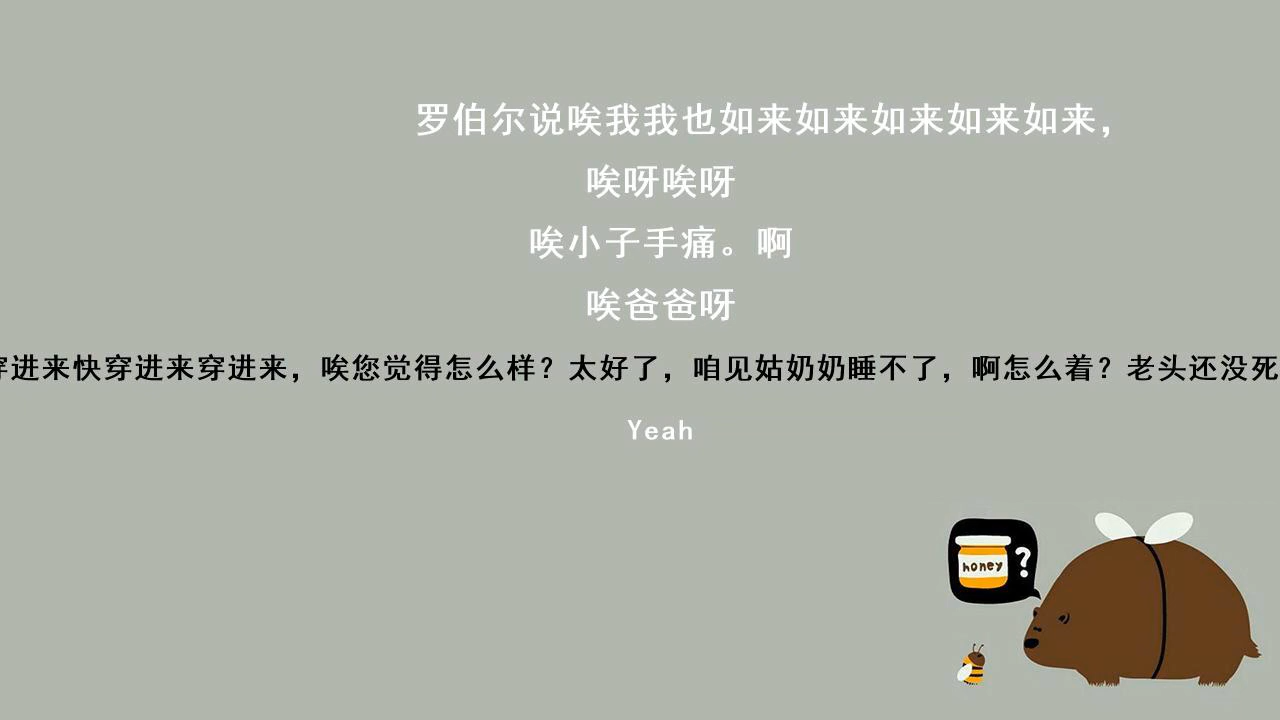 罗伯尔说唉我我也如来如来如来如来如来，
唉呀唉呀
唉小子手痛。啊
唉爸爸呀
穿进来快穿进来穿进来，唉您觉得怎么样？太好了，咱见姑奶奶睡不了，啊怎么着？老头还没死
Yeah
honey ?